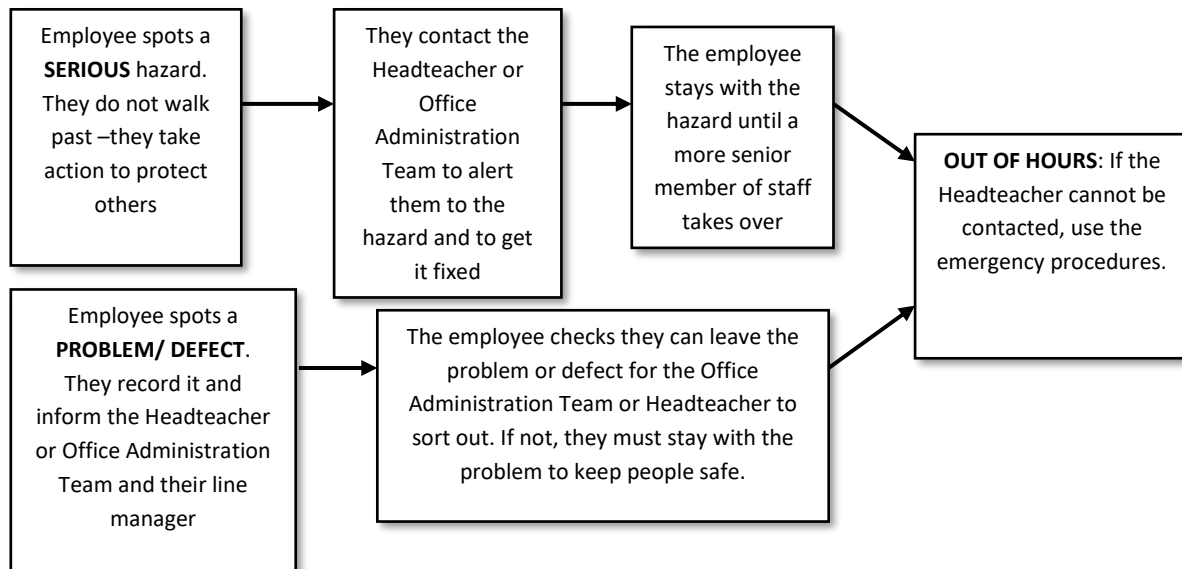 Employee spots a
SERIOUS hazard.
They do not walk
past –they take
action to protect
others
They contact the
Headteacher or
Office
Administration
Team to alert
them to the
hazard and to get
it fixed
The employee
stays with the
hazard until a
more senior
member of staff
takes over
OUT OF HOURS: If the
Headteacher cannot be
contacted, use the
emergency procedures.
Employee spots a
PROBLEM/ DEFECT.
They record it and
inform the Headteacher
or Office Administration
Team and their line
manager
The employee checks they can leave the
problem or defect for the Office
Administration Team or Headteacher to
sort out. If not, they must stay with the
problem to keep people safe.